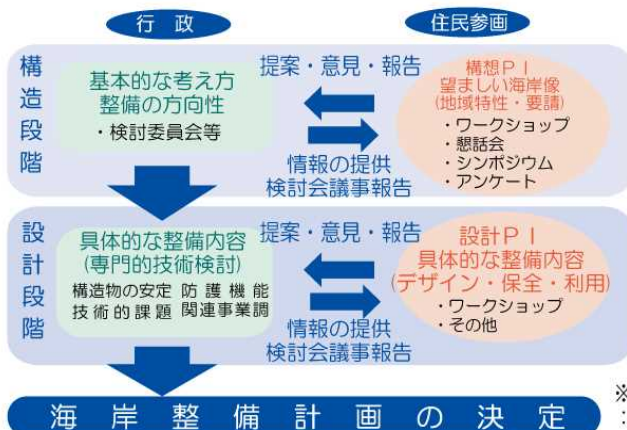 行政
住民参画
構造段階
基本的な考え方
整備の方向性
・検討委員会等
提案・意見・報告
情報の提供
検討会議事報告
構想PI
望ましい海岸像
(地域特性・要請)
・ワークショップ
・懇話会
・シンポジウム
・アンケート
設計段階
具体的な整備内容
(専門的技術検討)
構造物の安定 防護機能
技術的課題 関連事業調
提案・意見・報告
情報の提供
検討会議事報告
設計PI
具体的な整備内容
(デザイン・保全・利用)
・ワークショップ
・その他
海岸整備計画の決定
※
: